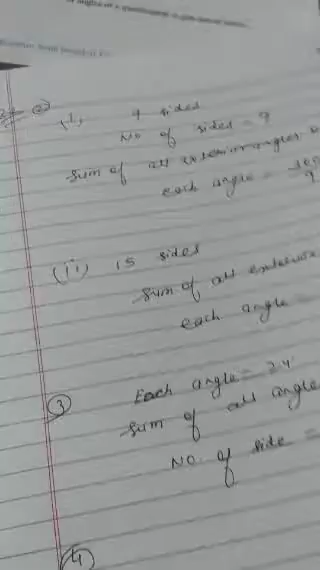 (i) 9 sides
No of sides = 9
Sum of all exterior angles
each angle = 360
9
(ii) 15 sides
Sum of all exterior
each angle =
(3) Each angle = 24°
Sum of all angle
No. of side =
(4)